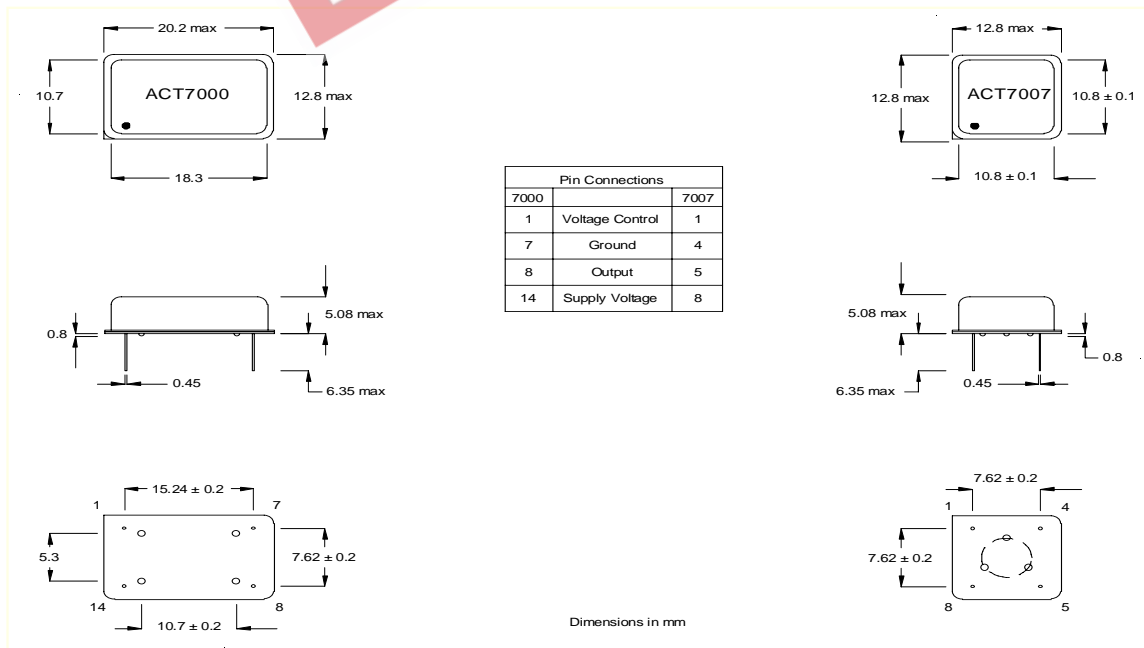 20.2 max
10.7
ACT7000
12.8 max
18.3
12.8 max
12.8 max
ACT7007
10.8 ± 0.1
10.8 ± 0.1
Pin Connections
7000 7007
1 Voltage Control 1
7 Ground 4
8 Output 5
14 Supply Voltage 8
0.8
5.08 max
0.45
6.35 max
5.08 max
0.8
0.45
6.35 max
15.24 ± 0.2
1 7
5.3
7.62 ± 0.2
14 8
10.7 ± 0.2
7.62 ± 0.2
1 4
7.62 ± 0.2
8 5
Dimensions in mm